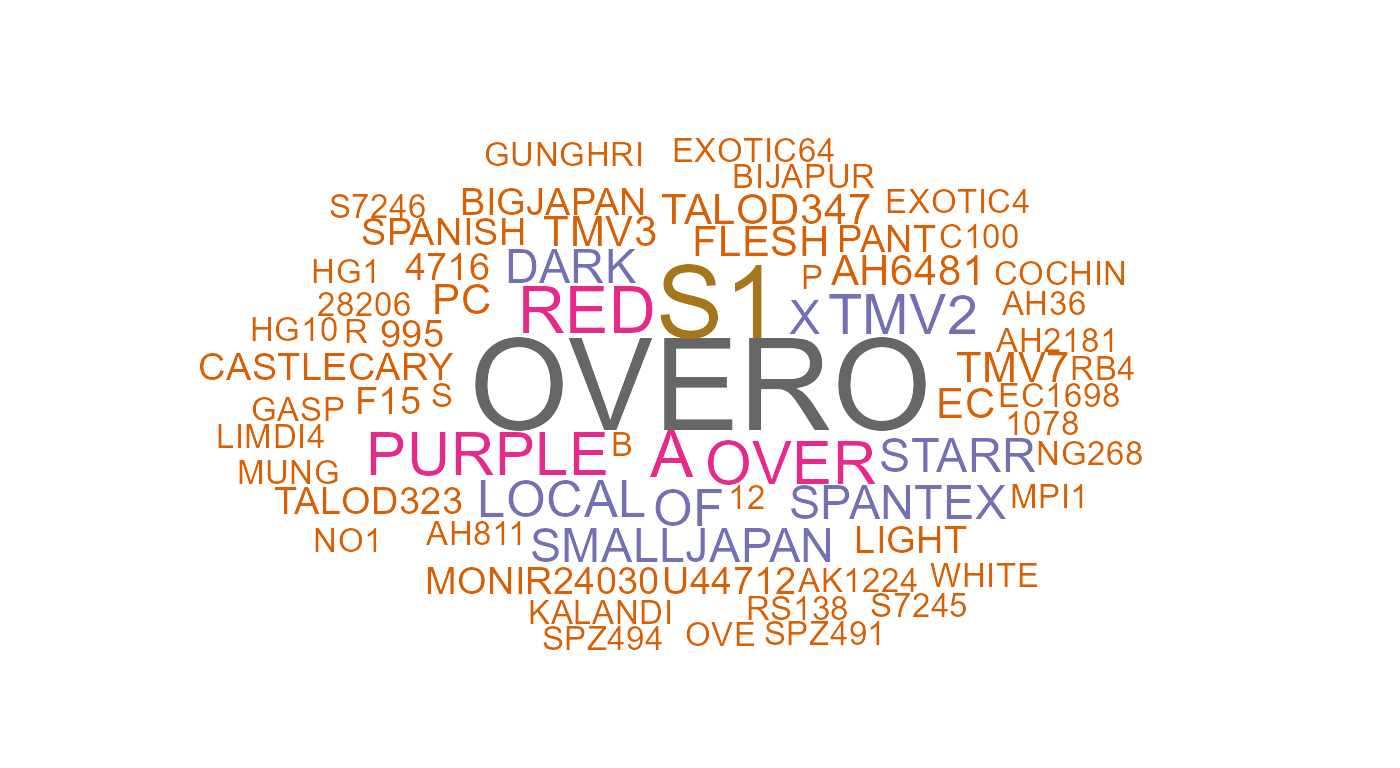 GUNGHRI EXOTIC64
BIJAPUR
S7246 BIGJAPAN TALOD347 EXOTIC4
SPANISH TMV3 FLESH PANT C100
HG1 4716 DARK P AH6481 COCHIN
28206 PC RED S1 X TMV2 AH36
HG10 R 995 AH2181
CASTLECARY OVERO TMV7 RB4
GASP F15 S EC EC1698
LIMDI4 1078
MUNG PURPLE B A OVER STARR NG268
TALOD323 LOCAL OF 12 SPANTEX MPI1
NO1 AH811 SMALLJAPAN LIGHT
MONIR24030 U44712 AK1224 WHITE
KALANDI RS138 S7245
SPZ494 OVE SPZ491